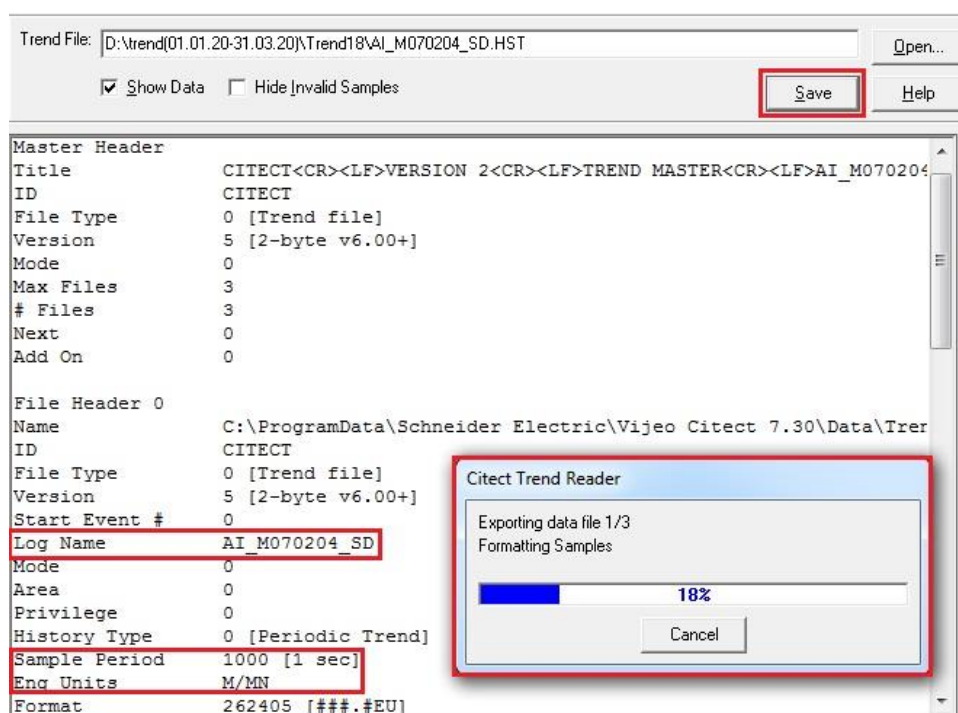 Trend File: D:\trend(01.01.20-31.03.20)\Trend18\AI_M070204_SD.HST Open...
Show Data Hide Invalid Samples Save Help
Master Header
Title CITECT<CR><LF>VERSION 2<CR><LF>TREND MASTER<CR><LF>AI_M070204
ID CITECT
File Type 0 [Trend file]
Version 5 [2-byte v6.00+]
Mode 0
Max Files 3
# Files 3
Next 0
Add On 0
File Header 0
Name C:\ProgramData\Schneider Electric\Vijeo Citect 7.30\Data\Trer
ID CITECT
File Type 0 [Trend file]
Version 5 [2-byte v6.00+]
Start Event # 0
Log Name AI_M070204_SD
Mode 0
Area 0
Privilege 0
History Type 0 [Periodic Trend]
Sample Period 1000 [1 sec]
Eng Units M/MN
Format 262405 [###.#EU]
Citect Trend Reader
Exporting data file 1/3
Formatting Samples
18%
Cancel